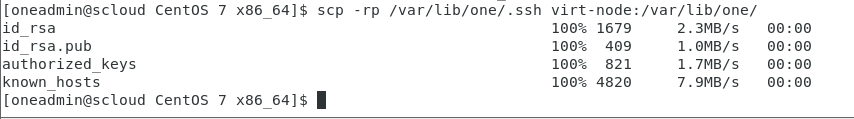 [oneadmin@scloud CentOS 7 x86_64]$ scp -rp /var/lib/one/.ssh virt-node:/var/lib/one/
id_rsa 100% 1679 2.3MB/s 00:00
id_rsa.pub 100% 409 1.0MB/s 00:00
authorized_keys 100% 821 1.7MB/s 00:00
known_hosts 100% 4820 7.9MB/s 00:00
[oneadmin@scloud CentOS 7 x86_64]$